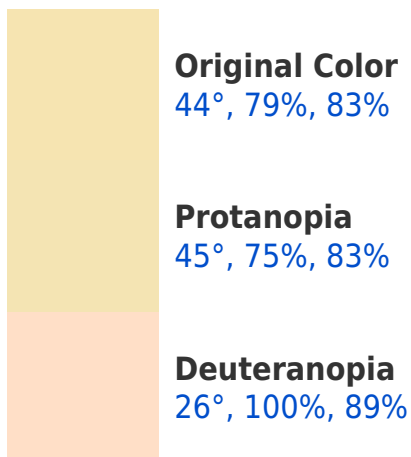 Original Color
44°, 79%, 83%
Protanopia
45°, 75%, 83%
Deuteranopia
26°, 100%, 89%